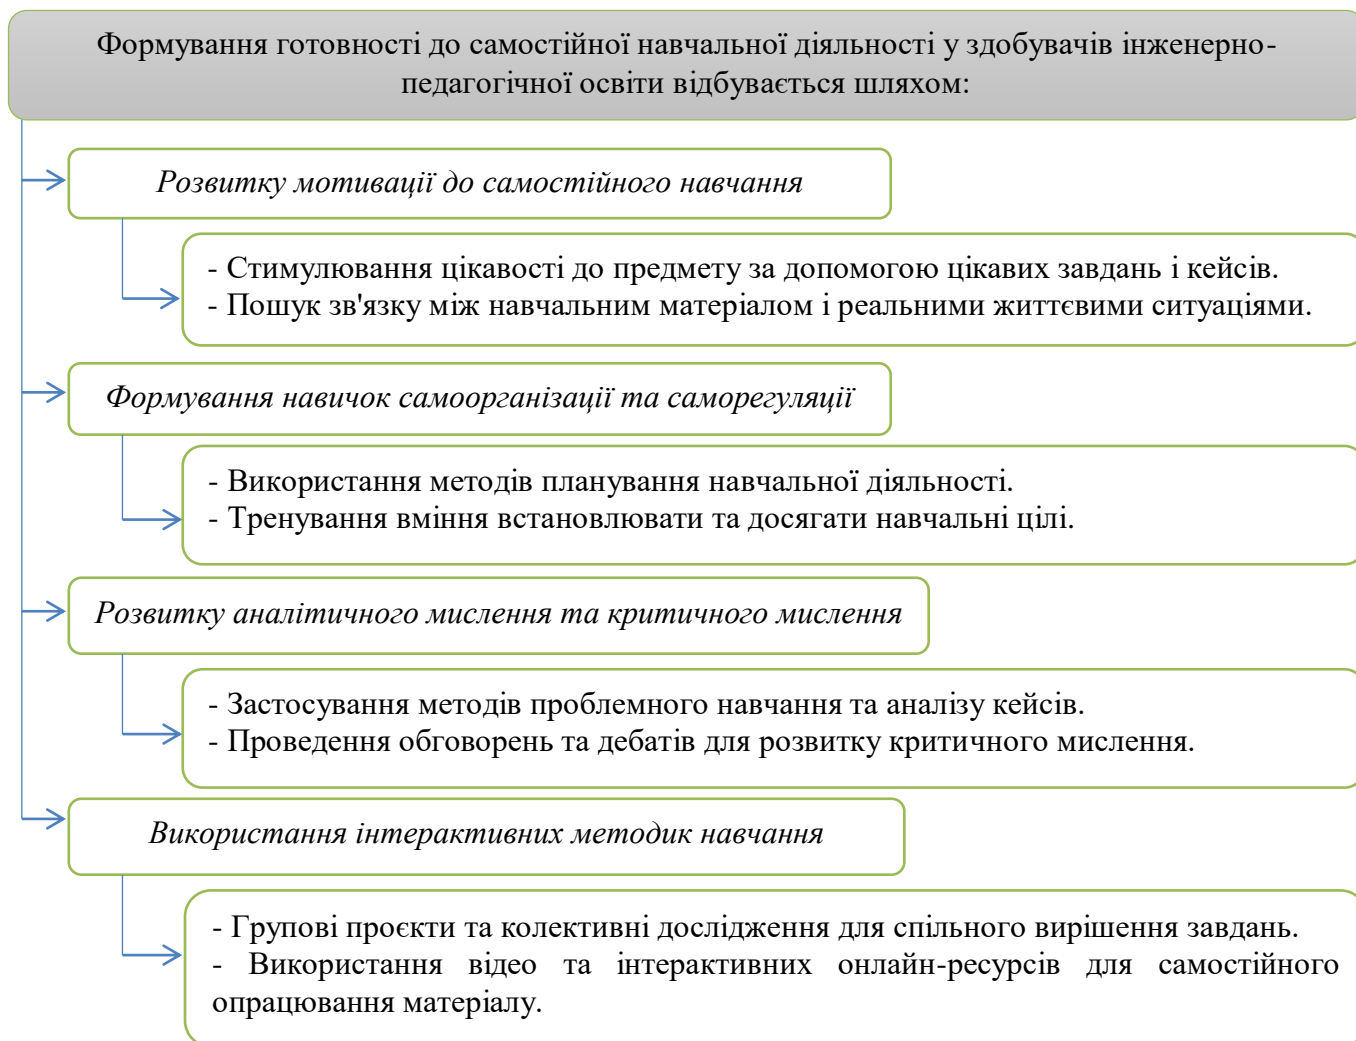 Формування готовності до самостійної навчальної діяльності у здобувачів інженерно-
педагогічної освіти відбувається шляхом:
Розвитку мотивації до самостійного навчання
- Стимулювання цікавості до предмету за допомогою цікавих завдань і кейсів.
- Пошук зв'язку між навчальним матеріалом і реальними життєвими ситуаціями.
Формування навичок самоорганізації та саморегуляції
- Використання методів планування навчальної діяльності.
- Тренування вміння встановлювати та досягати навчальні цілі.
Розвитку аналітичного мислення та критичного мислення
- Застосування методів проблемного навчання та аналізу кейсів.
- Проведення обговорень та дебатів для розвитку критичного мислення.
Використання інтерактивних методик навчання
- Групові проєкти та колективні дослідження для спільного вирішення завдань.
- Використання відео та інтерактивних онлайн-ресурсів для самостійного
опрацювання матеріалу.